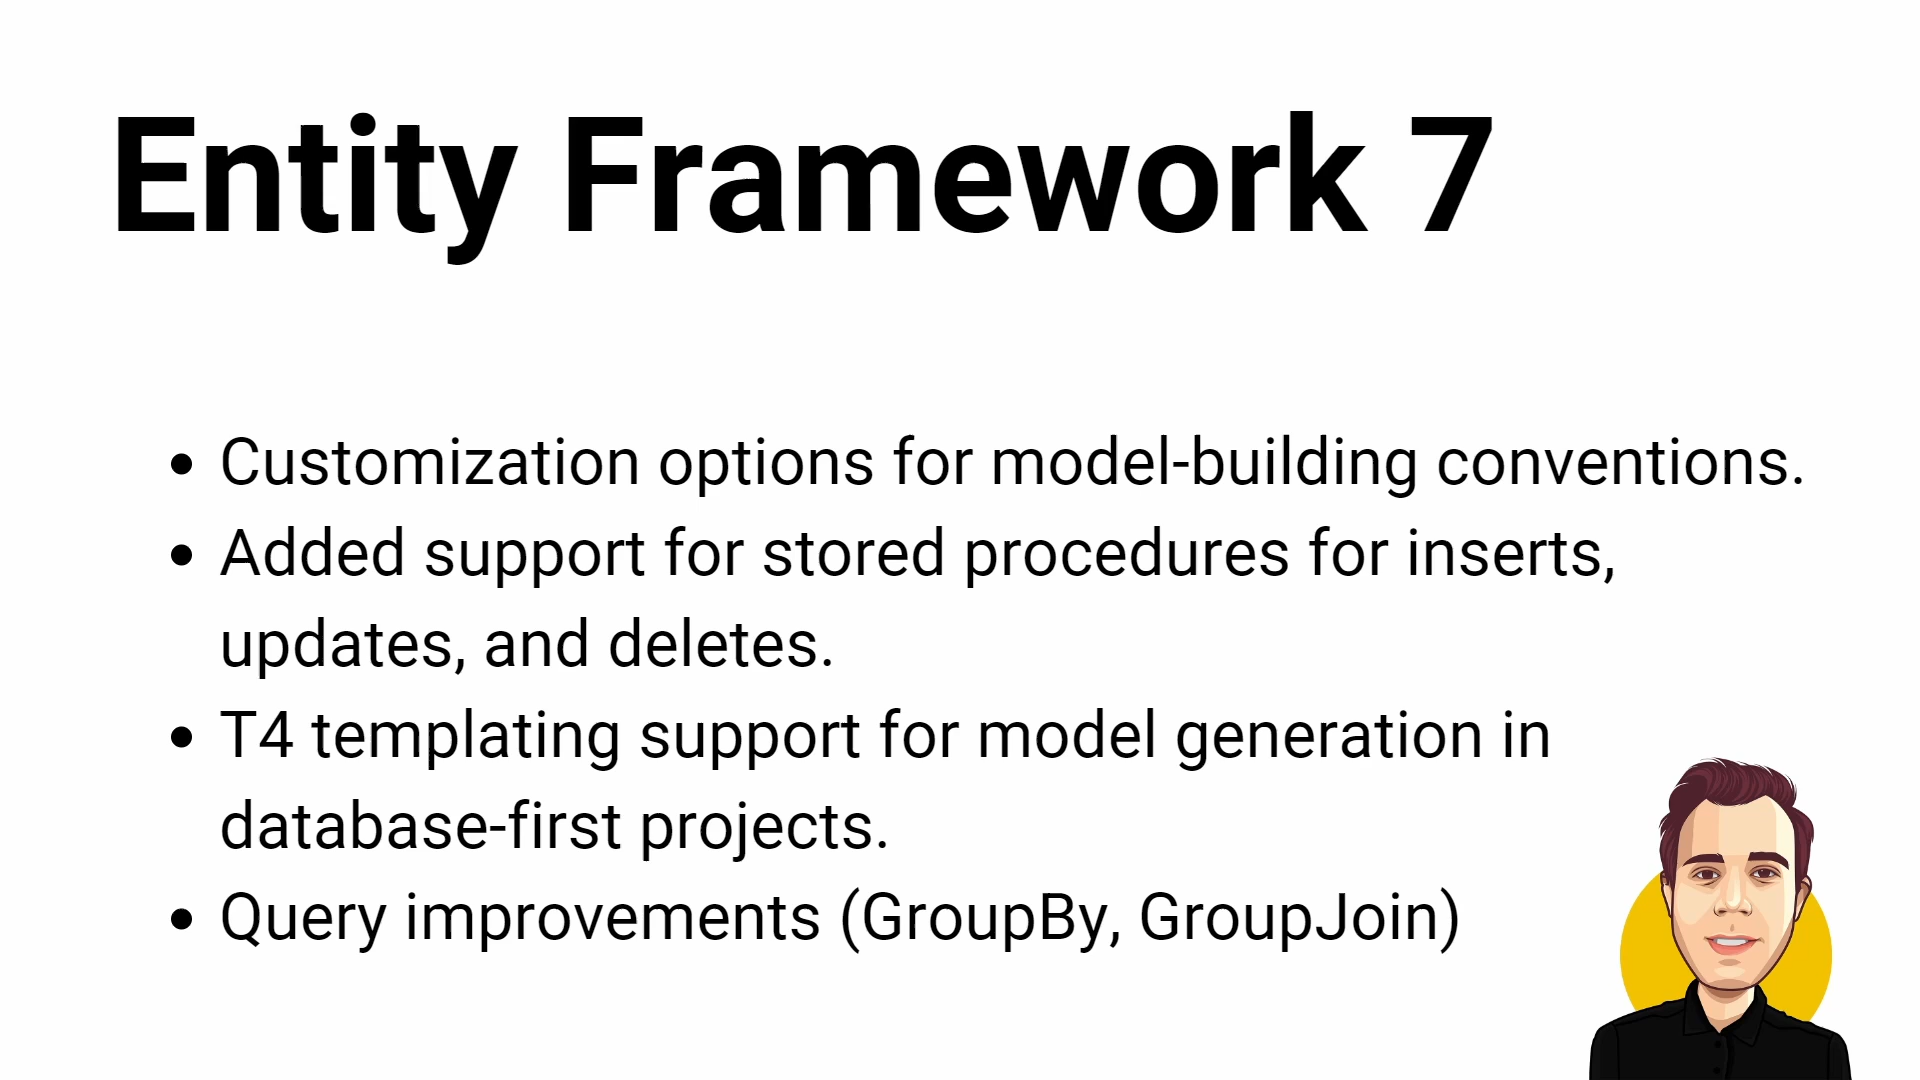 Entity Framework 7
• Customization options for model-building conventions.
• Added support for stored procedures for inserts,
updates, and deletes.
• T4 templating support for model generation in
database-first projects.
• Query improvements (GroupBy, GroupJoin)